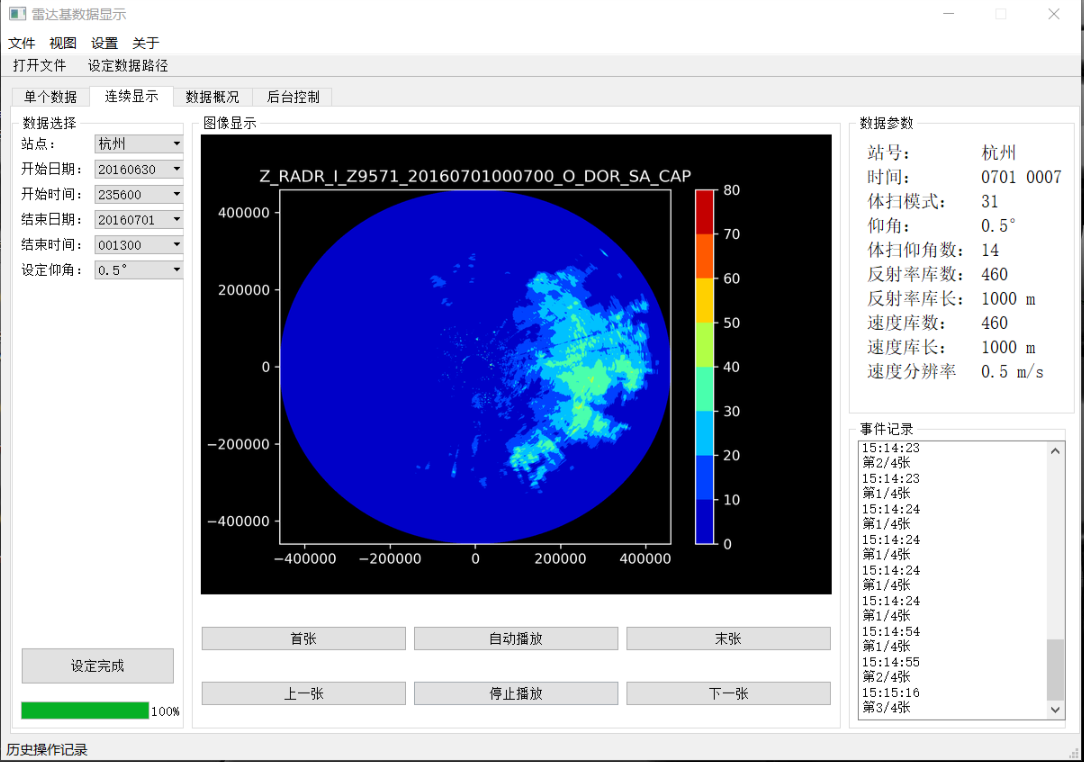 雷达基数据显示
文件 视图 设置 关于
打开文件 设定数据路径
单个数据 连续显示 数据概况 后台控制
数据选择
站点： 杭州
开始日期： 20160630
开始时间： 235600
结束日期： 20160701
结束时间： 001300
设定仰角： 0.5°
设定完成
100%
图像显示
Z_RADR_I_Z9571_20160701000700_O_DOR_SA_CAP
400000
200000
0
−200000
−400000
−400000 −200000 0 200000 400000
80
70
60
50
40
30
20
10
0
首张 自动播放 末张
上一张 停止播放 下一张
数据参数
站号： 杭州
时间： 0701 0007
体扫模式： 31
仰角： 0.5°
体扫仰角数： 14
反射率库数： 460
反射率库长： 1000 m
速度库数： 460
速度库长： 1000 m
速度分辨率 0.5 m/s
事件记录
15:14:23
第2/4张
15:14:23
第1/4张
15:14:24
第1/4张
15:14:24
第1/4张
15:14:24
第1/4张
15:14:24
第1/4张
15:14:54
第1/4张
15:14:55
第2/4张
15:15:16
第3/4张
历史操作记录